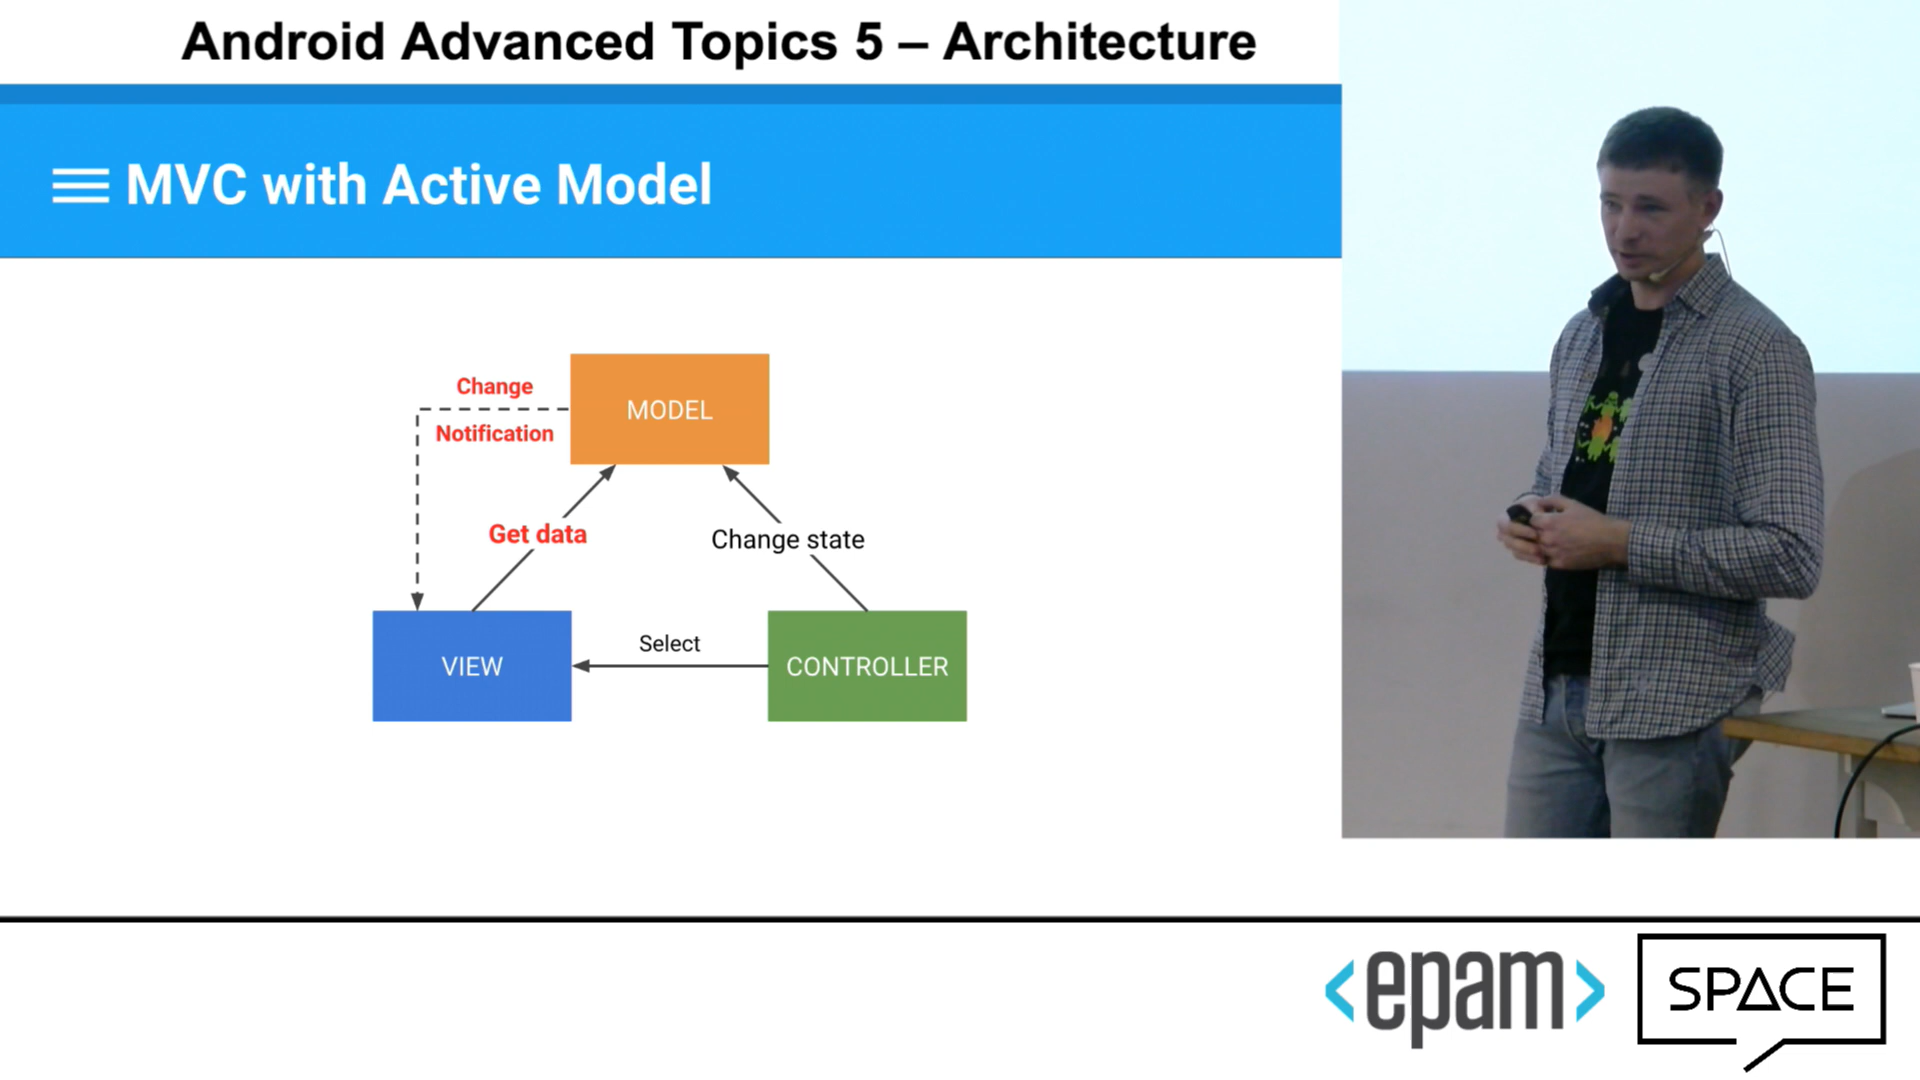 Android Advanced Topics 5 – Architecture
MVC with Active Model
Change
Notification
MODEL
Get data
Change state
VIEW
Select
CONTROLLER
<epam>
SPACE